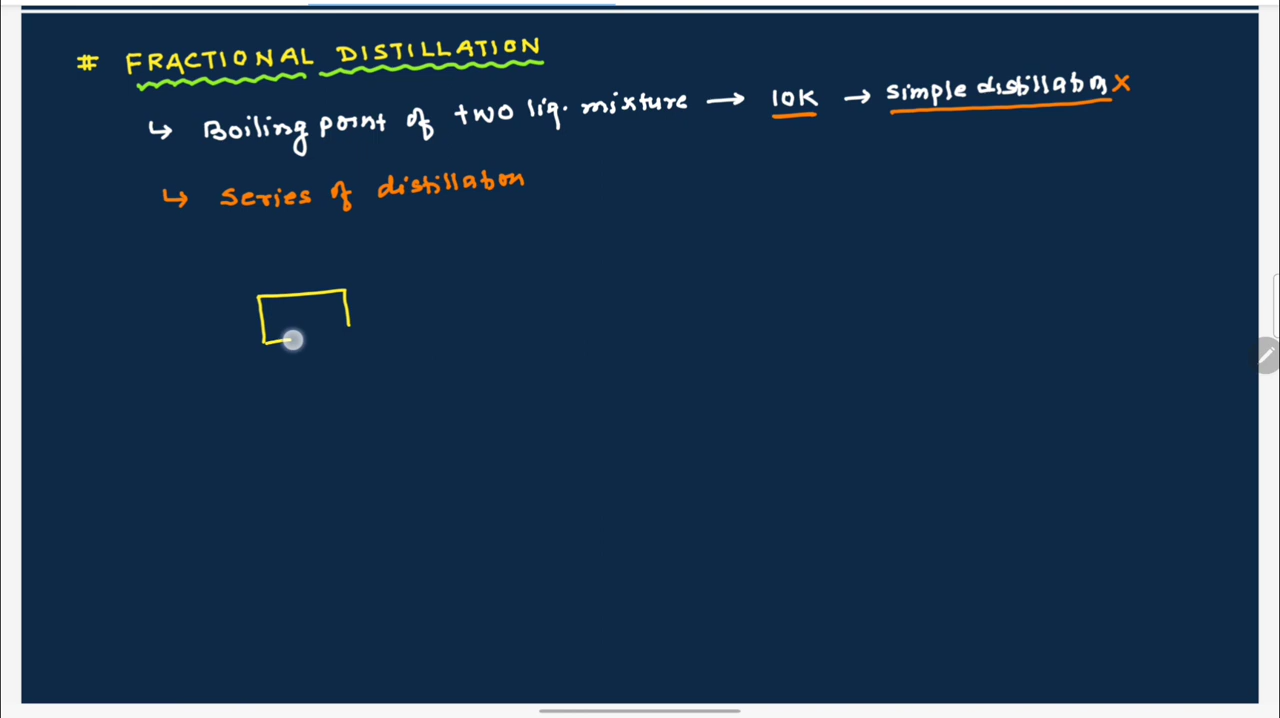 # FRACTIONAL DISTILLATION
↳ Boiling point of two liq. mixture → 10K → simple distillation X
↳ Series of distillation